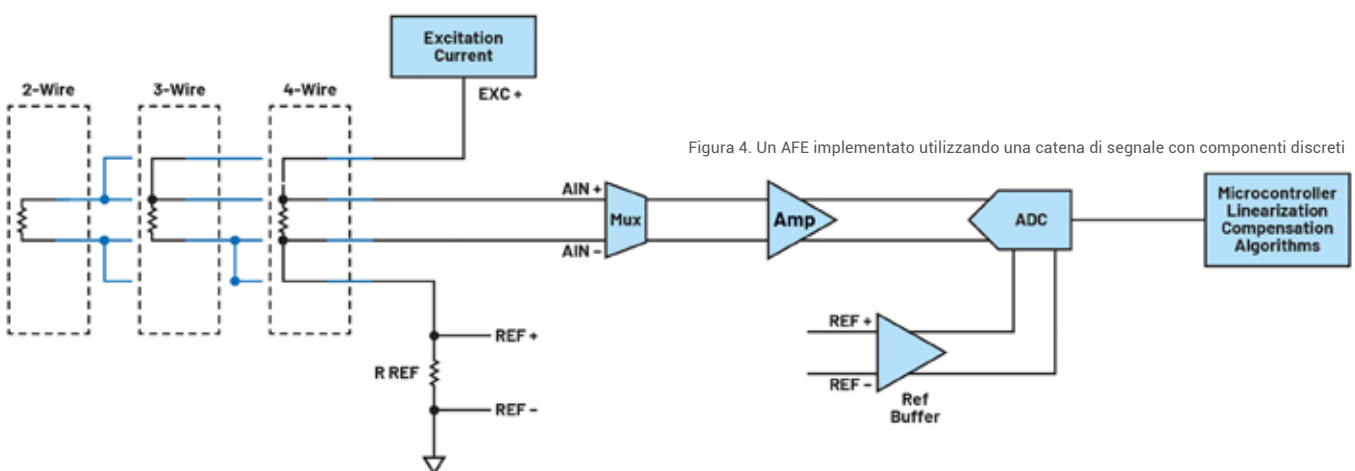 Excitation
Current
2-Wire
3-Wire
4-Wire
EXC +
Figura 4. Un AFE implementato utilizzando una catena di segnale con componenti discreti
AIN +
AIN –
Mux
Amp
ADC
Microcontroller
Linearization
Compensation
Algorithms
REF +
R REF
REF –
REF +
REF –
Ref
Buffer